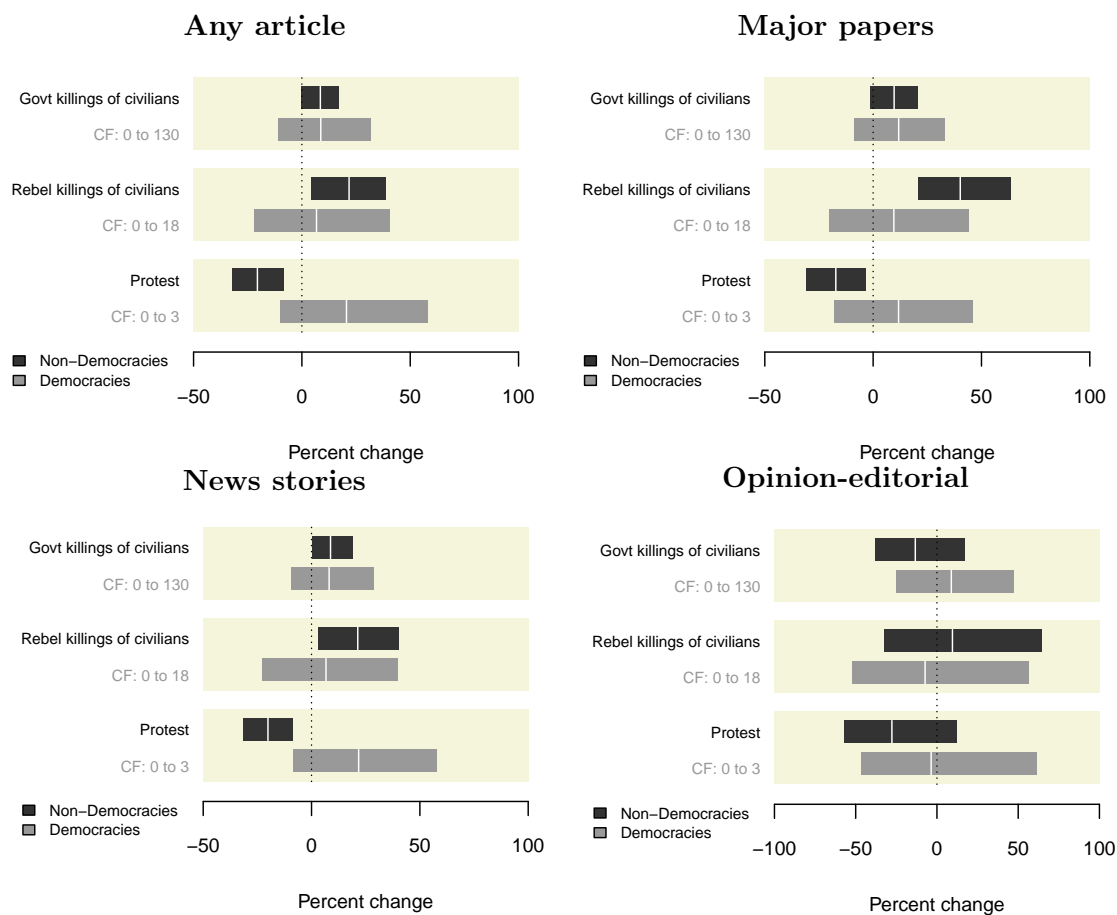 Any article
Govt killings of civilians
CF: 0 to 130
Rebel killings of civilians
CF: 0 to 18
Protest
CF: 0 to 3
Non−Democracies
Democracies
−50 0 50 100
Percent change
Major papers
Govt killings of civilians
CF: 0 to 130
Rebel killings of civilians
CF: 0 to 18
Protest
CF: 0 to 3
Non−Democracies
Democracies
−50 0 50 100
Percent change
News stories
Govt killings of civilians
CF: 0 to 130
Rebel killings of civilians
CF: 0 to 18
Protest
CF: 0 to 3
Non−Democracies
Democracies
−50 0 50 100
Percent change
Opinion-editorial
Govt killings of civilians
CF: 0 to 130
Rebel killings of civilians
CF: 0 to 18
Protest
CF: 0 to 3
Non−Democracies
Democracies
−100 −50 0 50 100
Percent change